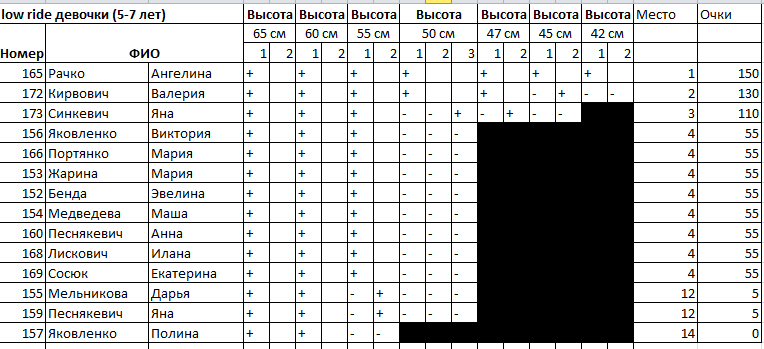 low ride девочки (5-7 лет) Высота Высота Высота Высота Высота Высота Высота Место Очки
65 см 60 см 55 см 50 см 47 см 45 см 42 см
Номер ФИО 1 2 1 2 1 2 1 2 3 1 2 1 2 1 2
165 Рачко Ангелина + + + + + + + 1 150
172 Кирвович Валерия + + + + + - + - - 2 130
173 Синкевич Яна + + + - - + - + - - 3 110
156 Яковленко Виктория + + + - - - 4 55
166 Портянко Мария + + + - - - 4 55
153 Жарина Мария + + + - - - 4 55
152 Бенда Эвелина + + + - - - 4 55
154 Медведева Маша + + + - - - 4 55
160 Песнякевич Анна + + + - - - 4 55
168 Лискович Илана + + + - - - 4 55
169 Сосюк Екатерина + + + - - - 4 55
155 Мельникова Дарья + + - + - - - 12 5
159 Песнякевич Яна + + - + - - - 12 5
157 Яковленко Полина + + - - 14 0